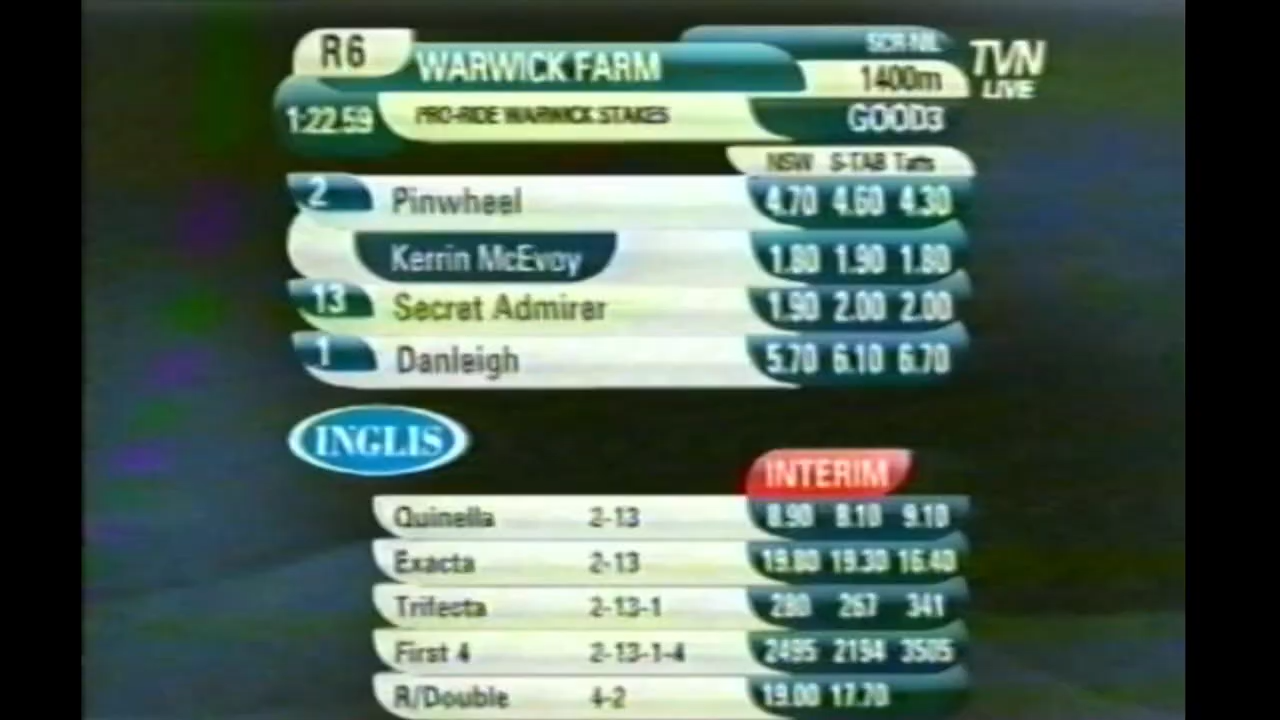 R6 WARWICK FARM SCR-NIL
TVN
LIVE
1400m
1:22.59 PRO-RIDE WARWICK STAKES GOOD3
NSW S-TAB Tatts
2 Pinwheel 4.70 4.60 4.30
Kerrin McEvoy 1.80 1.90 1.80
13 Secret Admirer 1.90 2.00 2.00
1 Danleigh 5.70 6.10 6.70
INGLIS
INTERIM
Quinella 2-13 8.90 8.10 9.10
Exacta 2-13 19.80 19.30 16.40
Trifecta 2-13-1 280 267 341
First 4 2-13-1-4 2495 2194 3505
R/Double 4-2 19.00 17.70